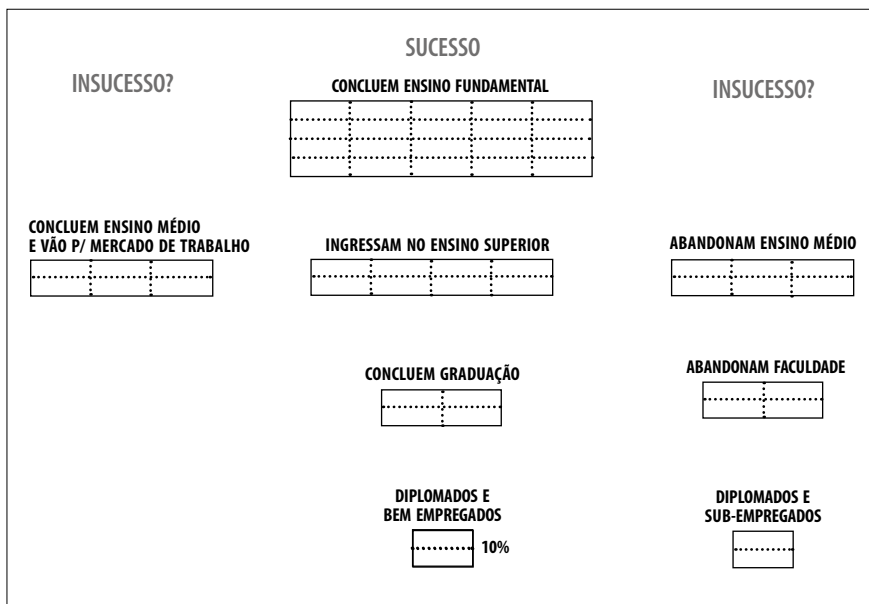 SUCESSO
INSUCESSO?
INSUCESSO?
CONCLUEM ENSINO FUNDAMENTAL
CONCLUEM ENSINO MÉDIO
E VÃO P/ MERCADO DE TRABALHO
INGRESSAM NO ENSINO SUPERIOR
ABANDONAM ENSINO MÉDIO
CONCLUEM GRADUAÇÃO
ABANDONAM FACULDADE
DIPLOMADOS E
BEM EMPREGADOS
10%
DIPLOMADOS E
SUB-EMPREGADOS